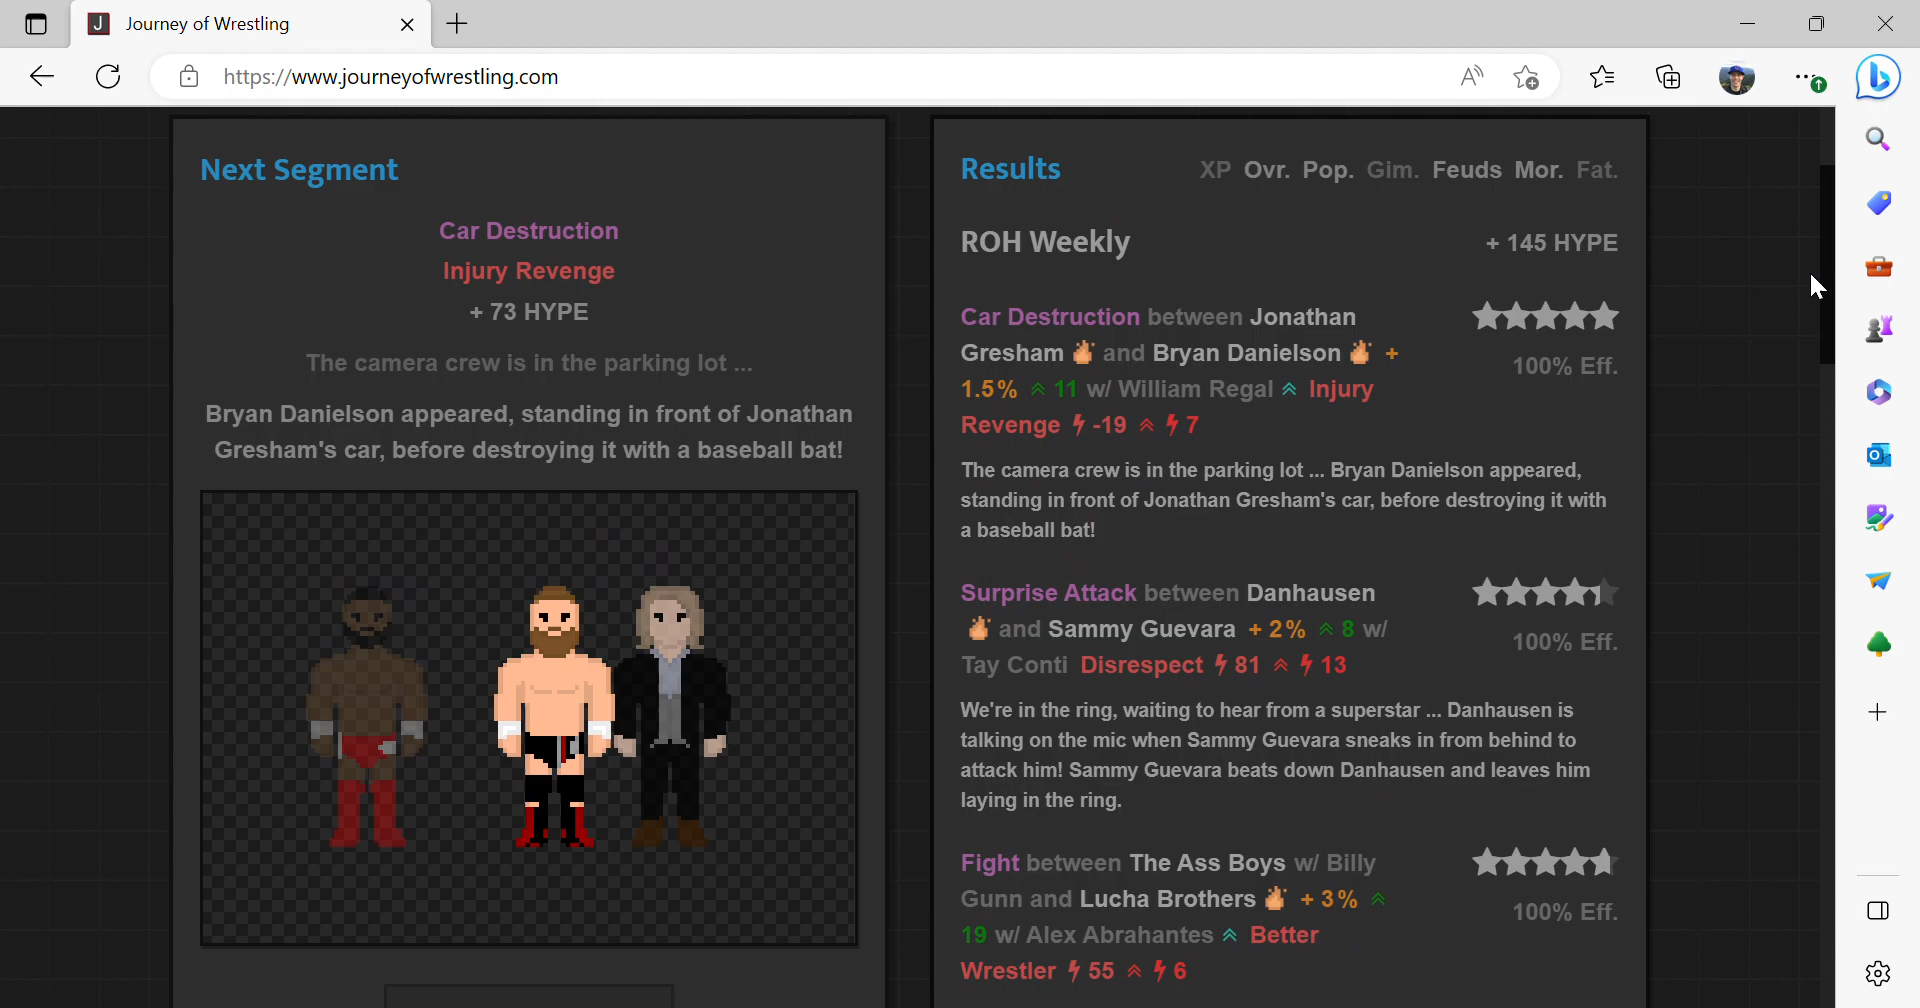 Journey of Wrestling
https://www.journeyofwrestling.com
Next Segment
Car Destruction
Injury Revenge
+ 73 HYPE
The camera crew is in the parking lot ...
Bryan Danielson appeared, standing in front of Jonathan
Gresham's car, before destroying it with a baseball bat!
Results XP Ovr. Pop. Gim. Feuds Mor. Fat.
ROH Weekly + 145 HYPE
Car Destruction between Jonathan
Gresham and Bryan Danielson +
1.5% 11 w/ William Regal Injury
Revenge -19 7
100% Eff.
The camera crew is in the parking lot ... Bryan Danielson appeared,
standing in front of Jonathan Gresham's car, before destroying it with
a baseball bat!
Surprise Attack between Danhausen
and Sammy Guevara + 2% 8 w/
Tay Conti Disrespect 81 13
100% Eff.
We're in the ring, waiting to hear from a superstar ... Danhausen is
talking on the mic when Sammy Guevara sneaks in from behind to
attack him! Sammy Guevara beats down Danhausen and leaves him
laying in the ring.
Fight between The Ass Boys w/ Billy
Gunn and Lucha Brothers + 3%
19 w/ Alex Abrahantes Better
Wrestler 55 6
100% Eff.